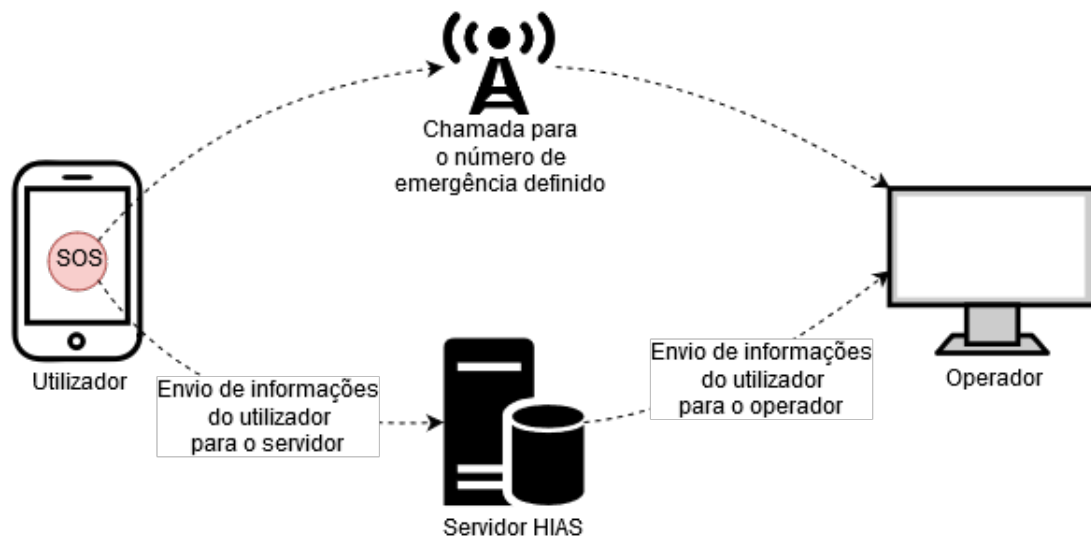 Chamada para
o número de
emergência definido
SOS
Utilizador
Envio de informações
do utilizador
para o servidor
Servidor HIAS
Envio de informações
do utilizador
para o operador
Operador